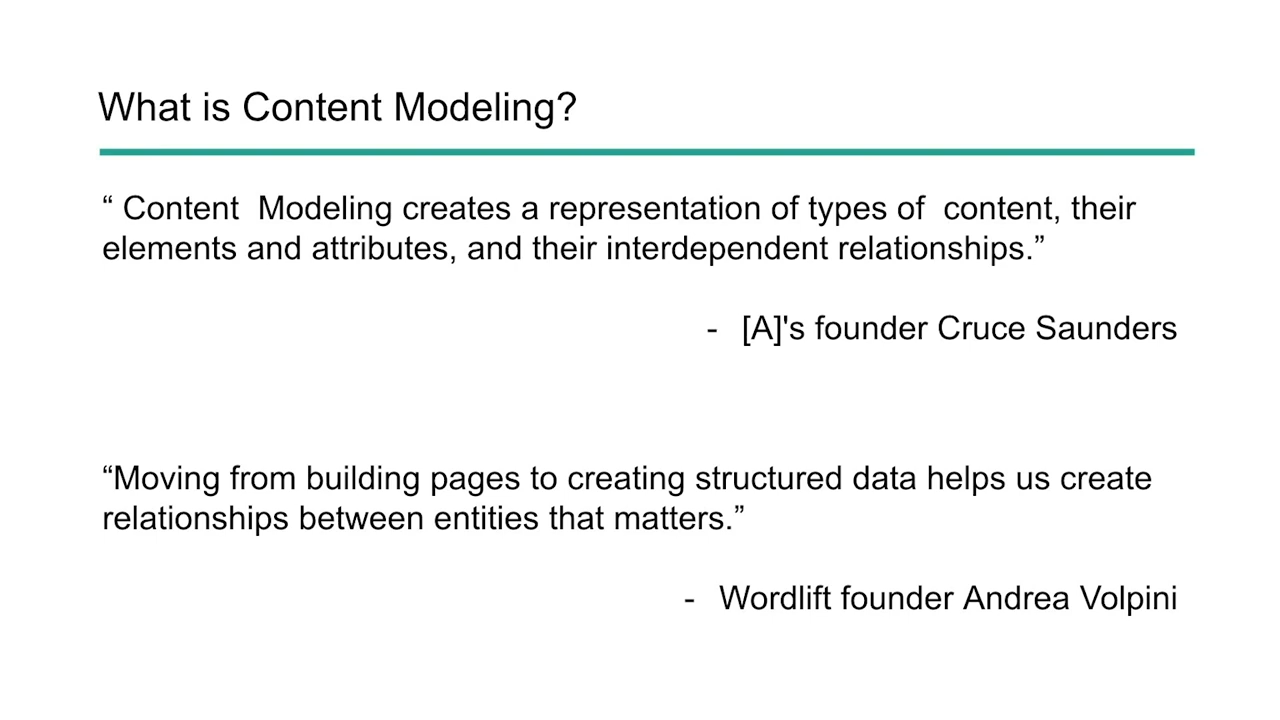 What is Content Modeling?
“ Content  Modeling creates a representation of types of  content, their
elements and attributes, and their interdependent relationships.”
- [A]'s founder Cruce Saunders
“Moving from building pages to creating structured data helps us create
relationships between entities that matters.”
- Wordlift founder Andrea Volpini